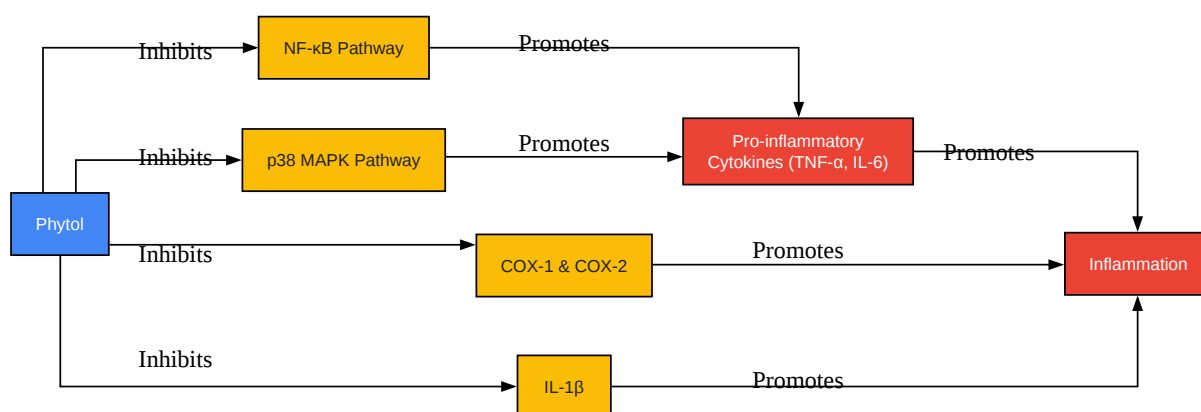 Inhibits
NF-κB Pathway
Promotes
Inhibits
p38 MAPK Pathway
Promotes
Pro-inflammatory
Cytokines (TNF-α, IL-6)
Promotes
Phytol
Inhibits
COX-1 & COX-2
Promotes
Inflammation
Inhibits
IL-1β
Promotes